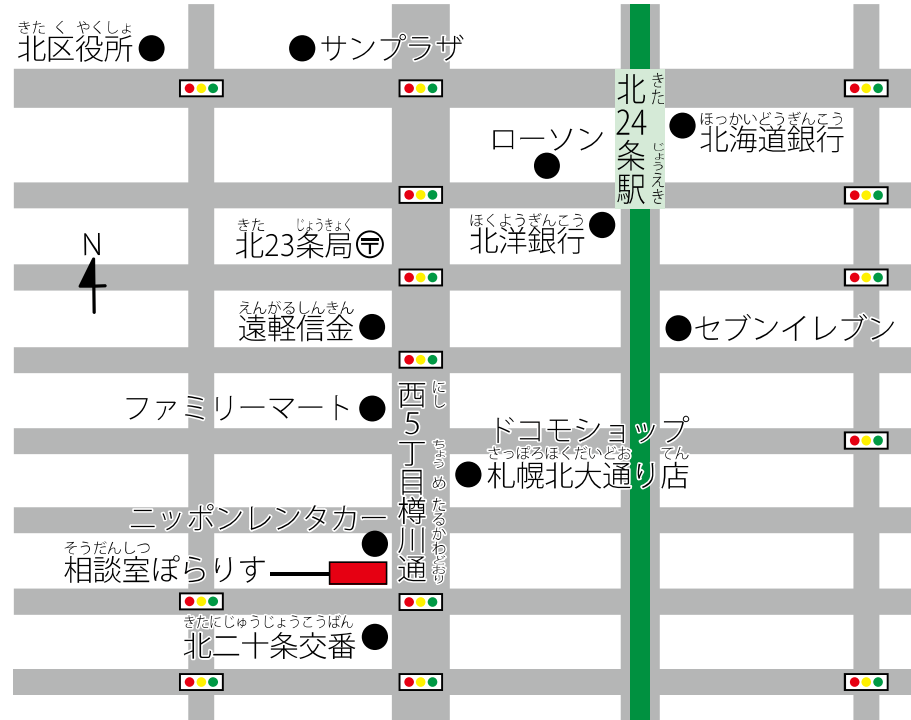 きたくやくしょ
北区役所
サンプラザ
きた じょうえき
北24条駅
ほっかいどうぎんこう
北海道銀行
ローソン
ほくようぎんこう
北洋銀行
きた じょうきょく
北23条局〒
N
えんがるしんきん
遠軽信金
セブンイレブン
ファミリーマート
にし ちょうめ たるかわどおり
西5丁目樽川通
ドコモショップ
さっぽろほくだいどおりてん
札幌北大通り店
ニッポンレンタカー
そうだんしつ
相談室ぽらりす
きたにじゅうじょうこうばん
北二十条交番